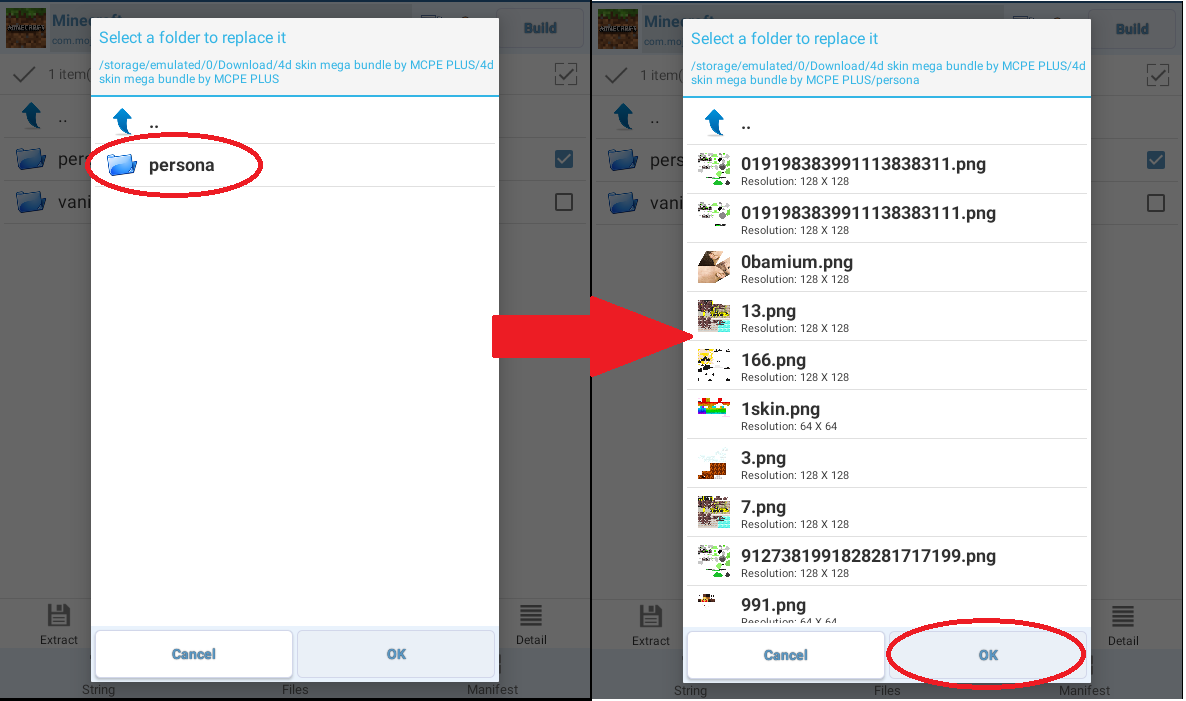 Minecraft
com.mo
Build
Select a folder to replace it
/storage/emulated/0/Download/4d skin mega bundle by MCPE PLUS/4d
skin mega bundle by MCPE PLUS
1 item(
..
..
persona
pers
vani
Cancel
OK
Extract
Detail
String
Files
Manifest
Minecraft
com.mo
Build
Select a folder to replace it
/storage/emulated/0/Download/4d skin mega bundle by MCPE PLUS/4d
skin mega bundle by MCPE PLUS/persona
1 item(
..
..
pers
vani
019198383991113838311.png
Resolution: 128 X 128
0191983839911138383111.png
Resolution: 128 X 128
0bamium.png
Resolution: 128 X 128
13.png
Resolution: 128 X 128
166.png
Resolution: 128 X 128
1skin.png
Resolution: 64 X 64
3.png
Resolution: 128 X 128
7.png
Resolution: 128 X 128
9127381991828281717199.png
Resolution: 128 X 128
991.png
Resolution: 64 X 64
Cancel
OK
Extract
Detail
String
Files
Manifest